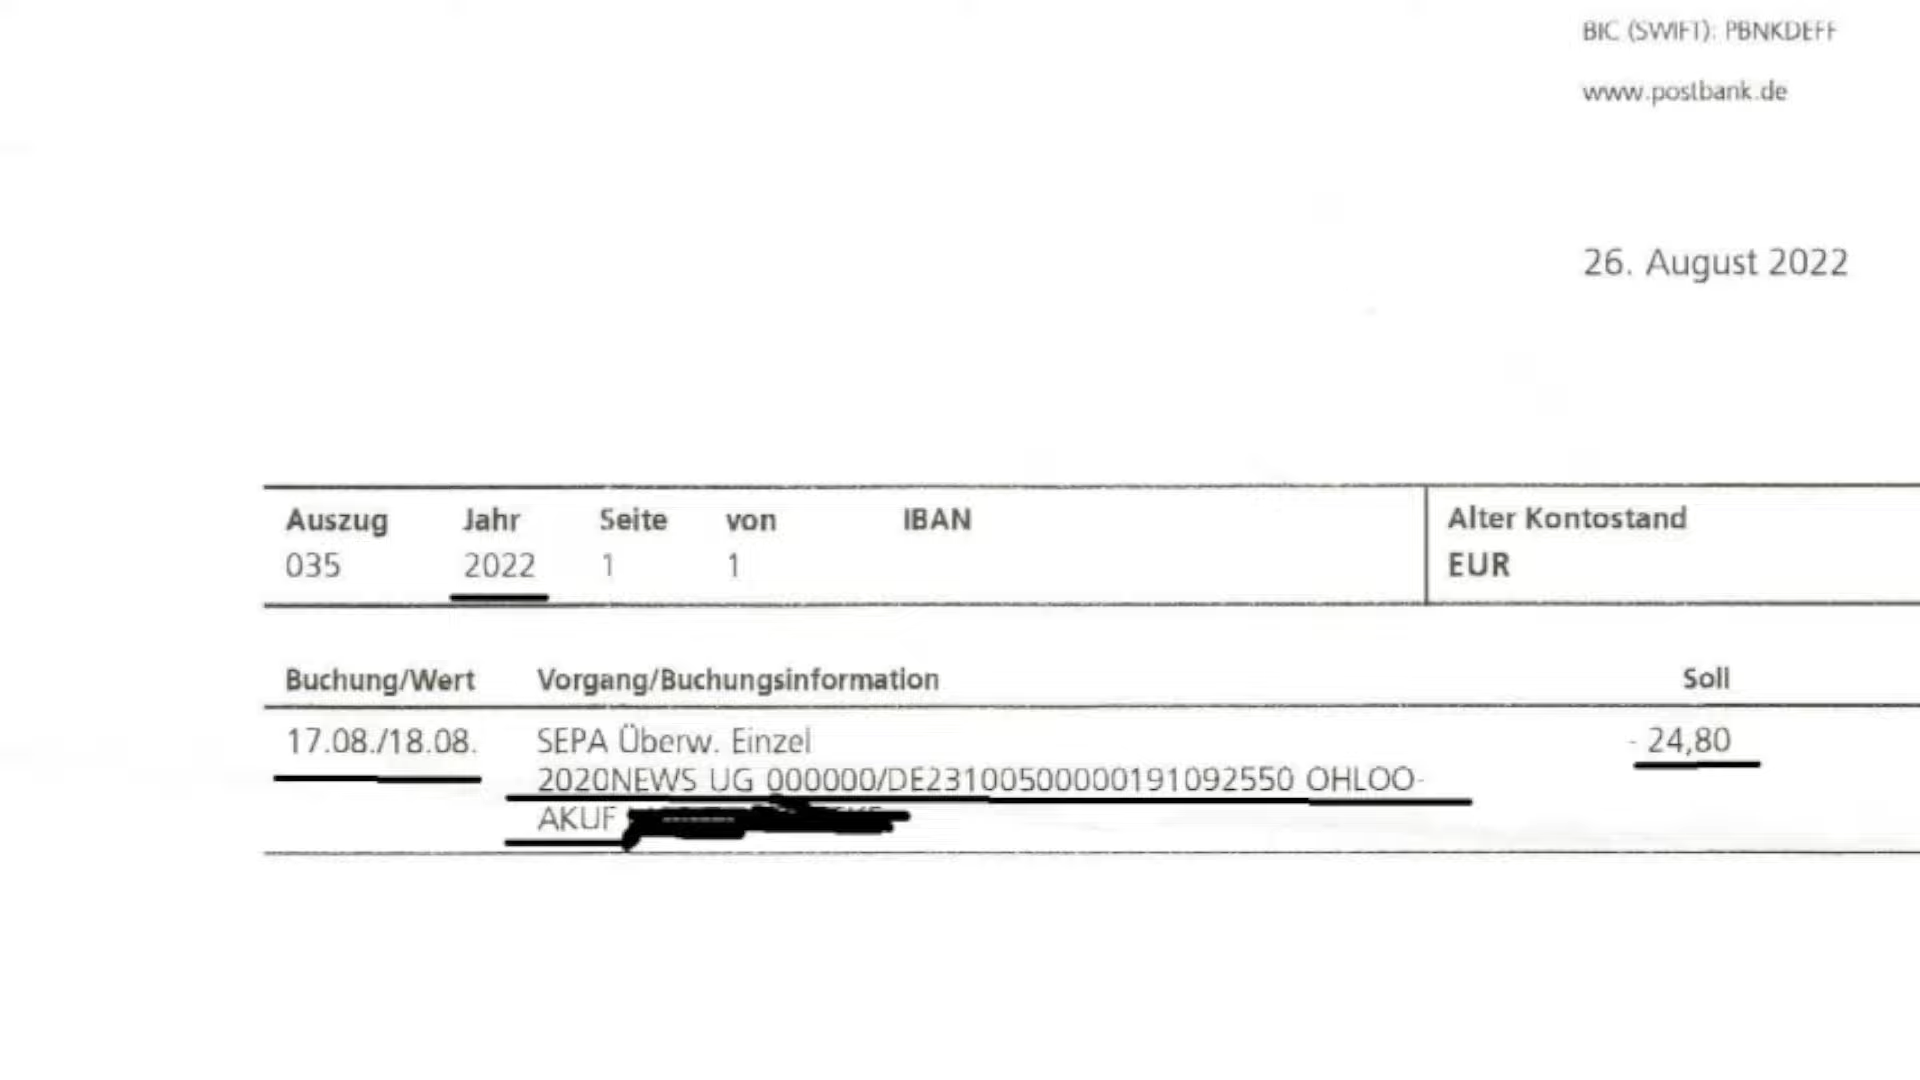 BIC (SWIFT): PBNKDEFF
www.postbank.de
26. August 2022
Auszug Jahr Seite von IBAN Alter Kontostand
035 2022 1 1 EUR
Buchung/Wert Vorgang/Buchungsinformation Soll
17.08./18.08. SEPA Überw. Einzel - 24,80
2020NEWS UG 000000/DE23100500000191092550 OHLOO-
AKUF